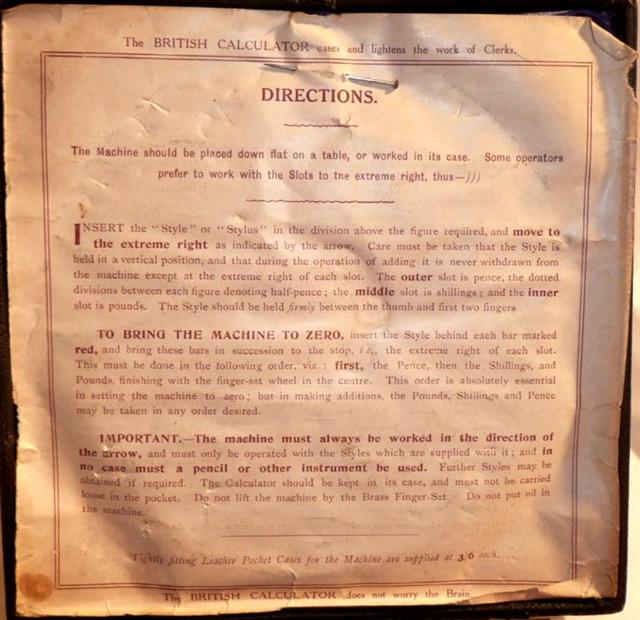 The BRITISH CALCULATOR eases and lightens the work of Clerks.
DIRECTIONS.
The Machine should be placed down flat on a table, or worked in its case. Some operators
prefer to work with the Slots to the extreme right, thus—)))
INSERT the "Style" or "Stylus" in the division above the figure required, and move to
the extreme right as indicated by the arrow. Care must be taken that the Style is
held in a vertical position, and that during the operation of adding it is never withdrawn from
the machine except at the extreme right of each slot. The outer slot is pence, the dotted
divisions between each figure denoting half-pence; the middle slot is shillings; and the inner
slot is pounds. The Style should be held firmly between the thumb and first two fingers
TO BRING THE MACHINE TO ZERO, insert the Style behind each bar marked
red, and bring these bars in succession to the stop, i.e., the extreme right of each slot.
This must be done in the following order, viz : first, the Pence, then the Shillings, and
Pounds, finishing with the finger-set wheel in the centre. This order is absolutely essential
in setting the machine to zero; but in making additions, the Pounds, Shillings and Pence
may be taken in any order desired.
IMPORTANT.—The machine must always be worked in the direction of
the arrow, and must only be operated with the Styles which are supplied with it; and in
no case must a pencil or other instrument be used. Further Styles may be
obtained if required. The Calculator should be kept in its case, and must not be carried
loose in the pocket. Do not lift the machine by the Brass Finger-Set. Do not put oil in
the machine.
Tightly fitting Leather Pocket Cases for the Machine are supplied at 3/6 each.
The BRITISH CALCULATOR does not worry the Brain